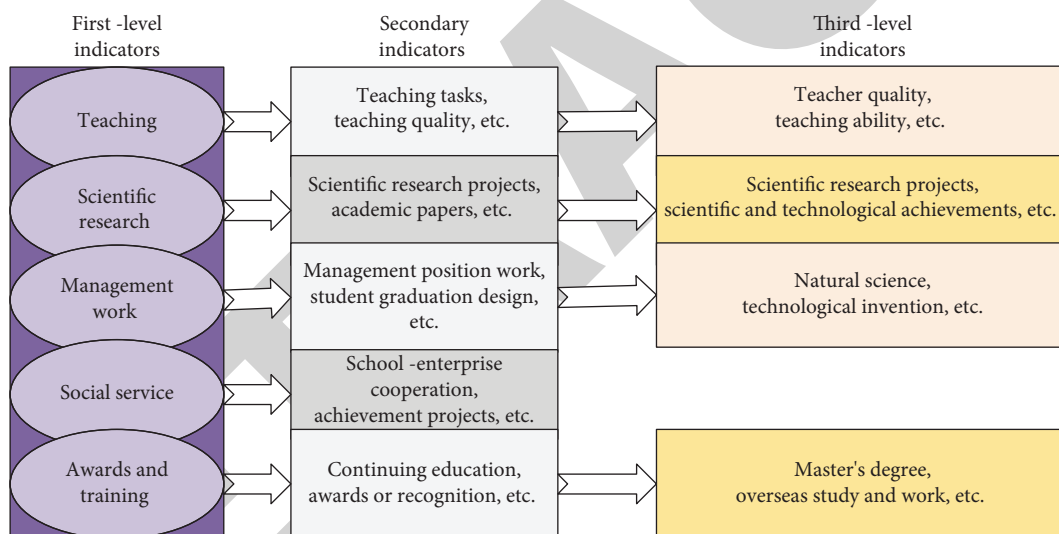 First -level
indicators
Secondary
indicators
Third -level
indicators
Teaching
Teaching tasks,
teaching quality, etc.
Teacher quality,
teaching ability, etc.
Scientific
research
Scientific research projects,
academic papers, etc.
Scientific research projects,
scientific and technological achievements, etc.
Management
work
Management position work,
student graduation design,
etc.
Natural science,
technological invention, etc.
Social service
School -enterprise
cooperation,
achievement projects, etc.
Awards and
training
Continuing education,
awards or recognition, etc.
Master's degree,
overseas study and work, etc.